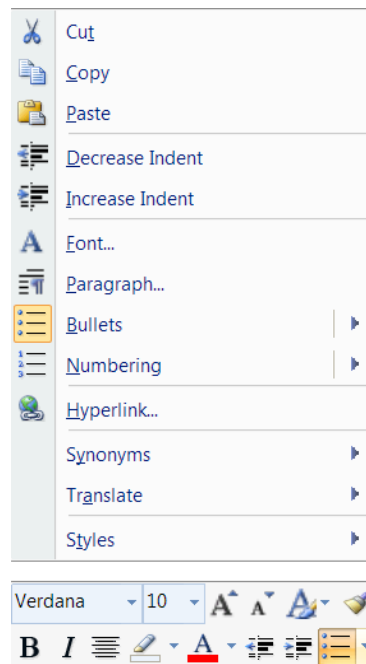 Cut
Copy
Paste
Decrease Indent
Increase Indent
Font...
Paragraph...
Bullets
Numbering
Hyperlink...
Synonyms
Translate
Styles
Verdana 10 A A A
B I A